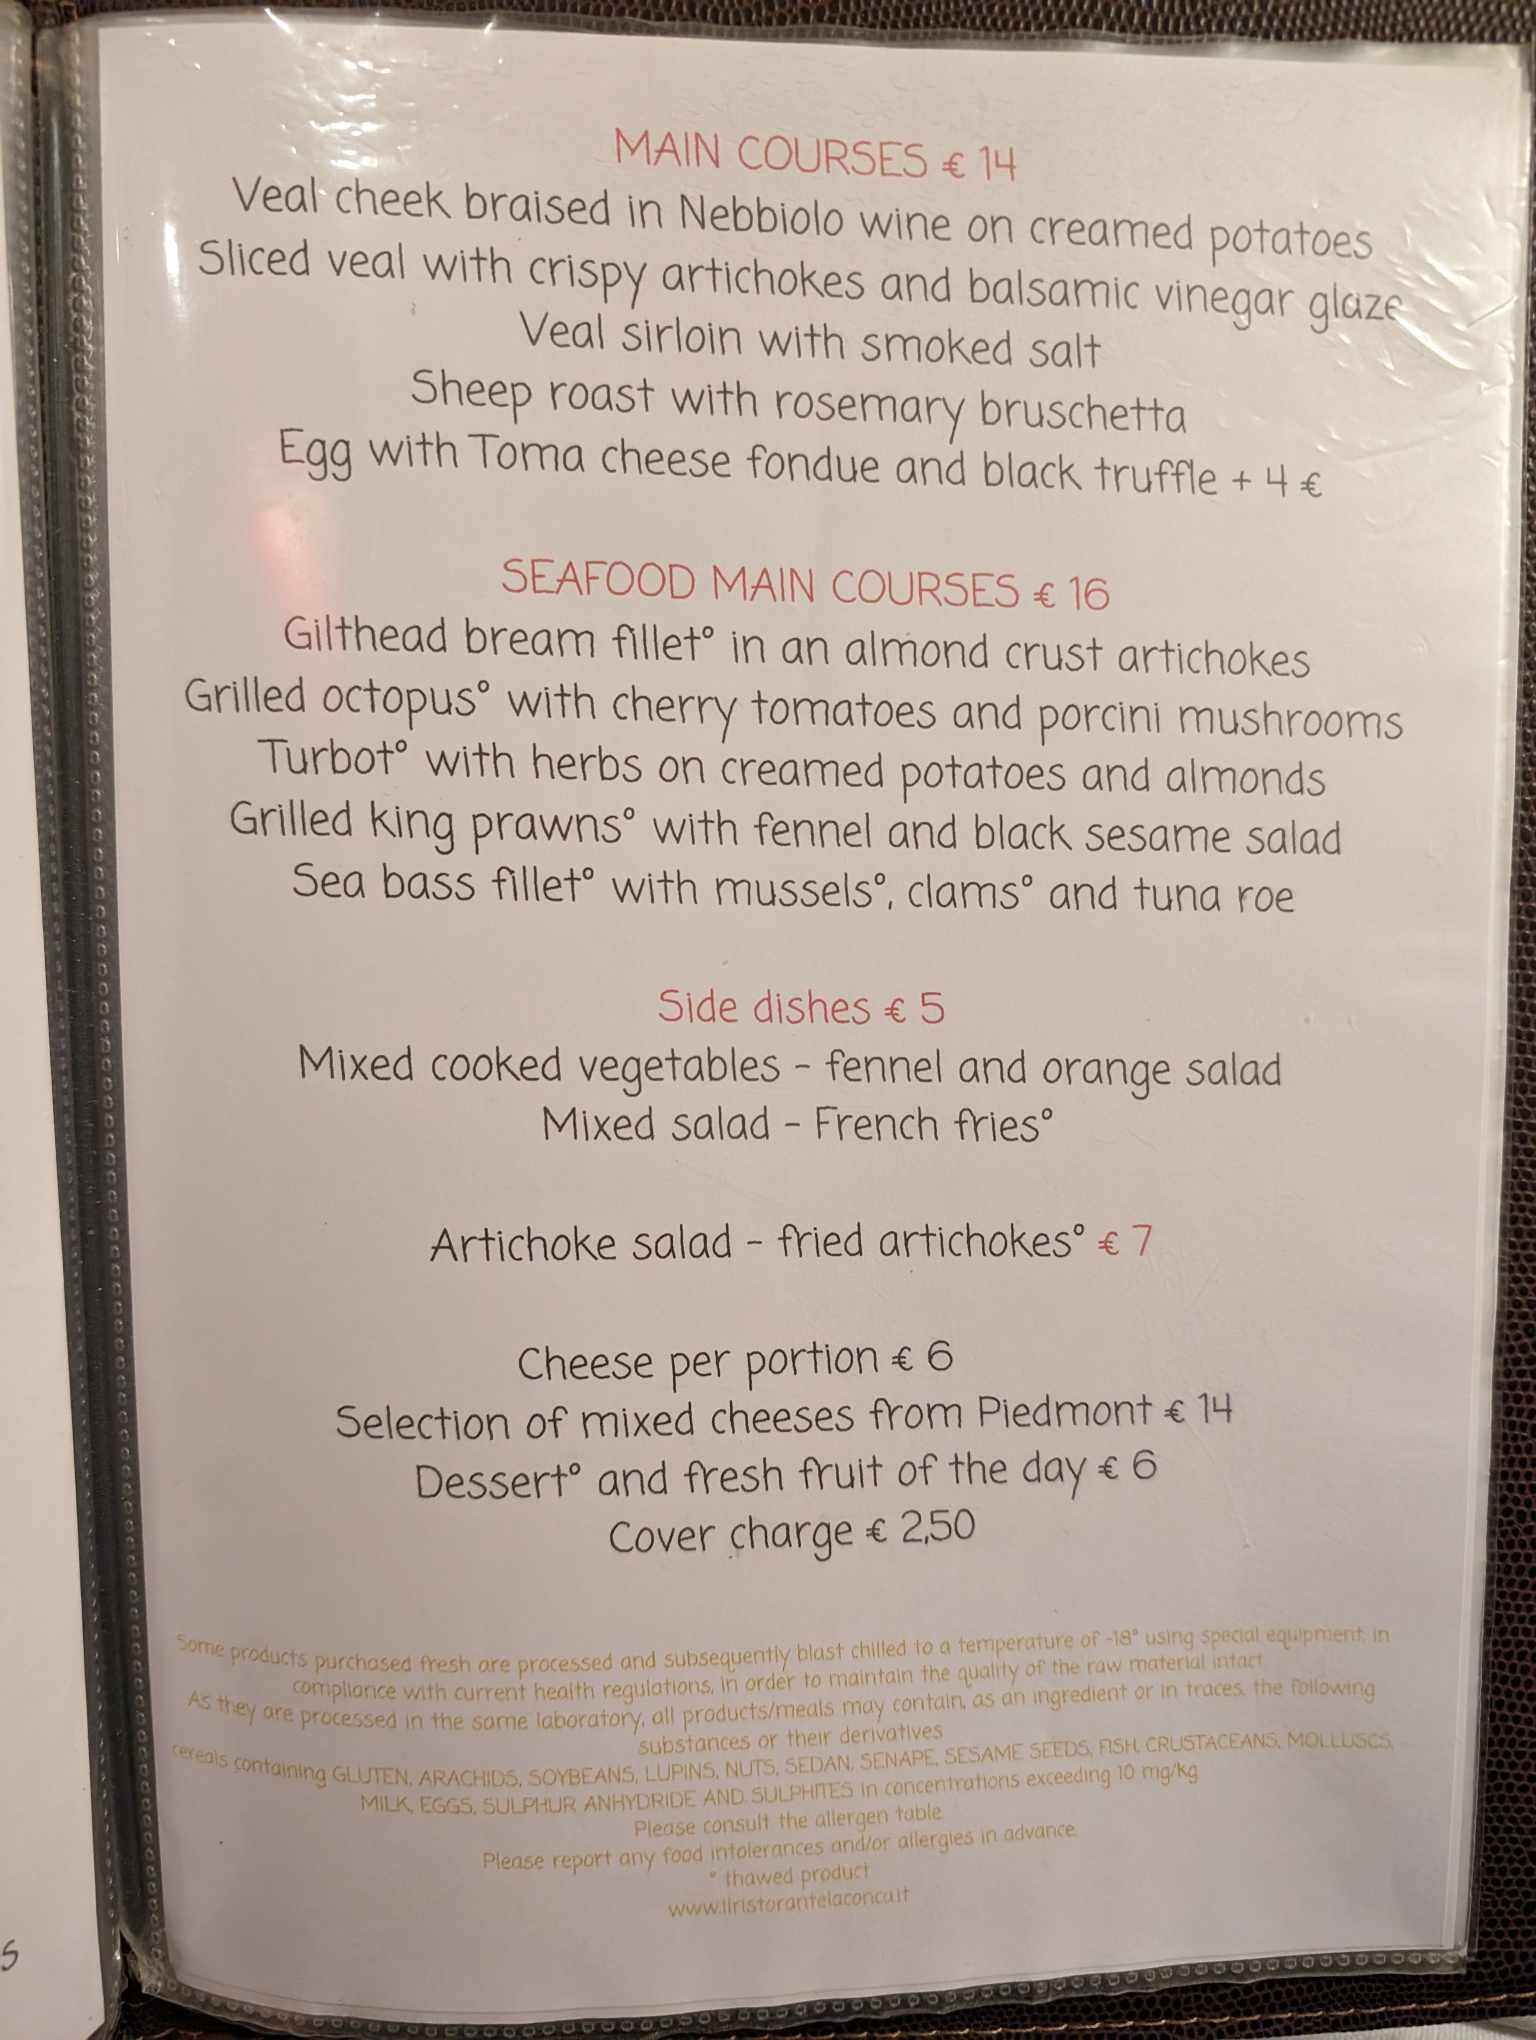 MAIN COURSES € 14
Veal cheek braised in Nebbiolo wine on creamed potatoes
Sliced veal with crispy artichokes and balsamic vinegar glaze
Veal sirloin with smoked salt
Sheep roast with rosemary bruschetta
Egg with Toma cheese fondue and black truffle + 4 €
SEAFOOD MAIN COURSES € 16
Gilthead bream fillet° in an almond crust artichokes
Grilled octopus° with cherry tomatoes and porcini mushrooms
Turbot° with herbs on creamed potatoes and almonds
Grilled king prawns° with fennel and black sesame salad
Sea bass fillet° with mussels°, clams° and tuna roe
Side dishes € 5
Mixed cooked vegetables - fennel and orange salad
Mixed salad - French fries°
Artichoke salad - fried artichokes° € 7
Cheese per portion € 6
Selection of mixed cheeses from Piedmont € 14
Dessert° and fresh fruit of the day € 6
Cover charge € 2,50
Some products purchased fresh are processed and subsequently blast chilled to a temperature of -18° using special equipment, in
compliance with current health regulations, in order to maintain the quality of the raw material intact
As they are processed in the same laboratory, all products/meals may contain, as an ingredient or in traces, the following
substances or their derivatives
cereals containing GLUTEN, ARACHIDS, SOYBEANS, LUPINS, NUTS, SEDAN, SENAPE, SESAME SEEDS, FISH, CRUSTACEANS, MOLLUSCS,
MILK, EGGS, SULPHUR ANHYDRIDE AND SULPHITES in concentrations exceeding 10 mg/kg
Please consult the allergen table
Please report any food intolerances and/or allergies in advance
° thawed product
www.ilristorantelaconca.it